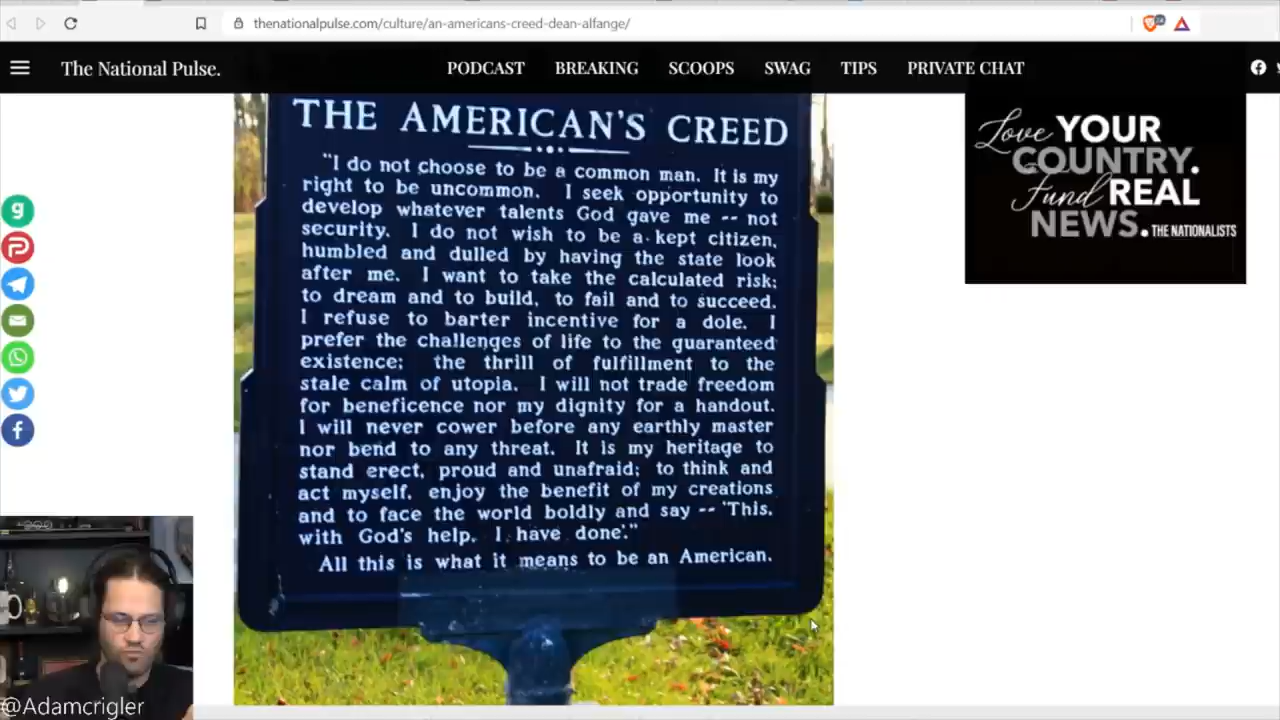 thenationalpulse.com/culture/an-americans-creed-dean-alfange/
The National Pulse.
PODCAST BREAKING SCOOPS SWAG TIPS PRIVATE CHAT
THE AMERICAN'S CREED
"I do not choose to be a common man. It is my
right to be uncommon. I seek opportunity to
develop whatever talents God gave me -- not
security. I do not wish to be a kept citizen,
humbled and dulled by having the state look
after me. I want to take the calculated risk;
to dream and to build, to fail and to succeed.
I refuse to barter incentive for a dole. I
prefer the challenges of life to the guaranteed
existence; the thrill of fulfillment to the
stale calm of utopia. I will not trade freedom
for beneficence nor my dignity for a handout.
I will never cower before any earthly master
nor bend to any threat. It is my heritage to
stand erect, proud and unafraid; to think and
act myself, enjoy the benefit of my creations
and to face the world boldly and say -- 'This,
with God's help, I have done'."
All this is what it means to be an American.
Love YOUR
COUNTRY.
Fund REAL
NEWS. THE NATIONALISTS
@Adamcrigler